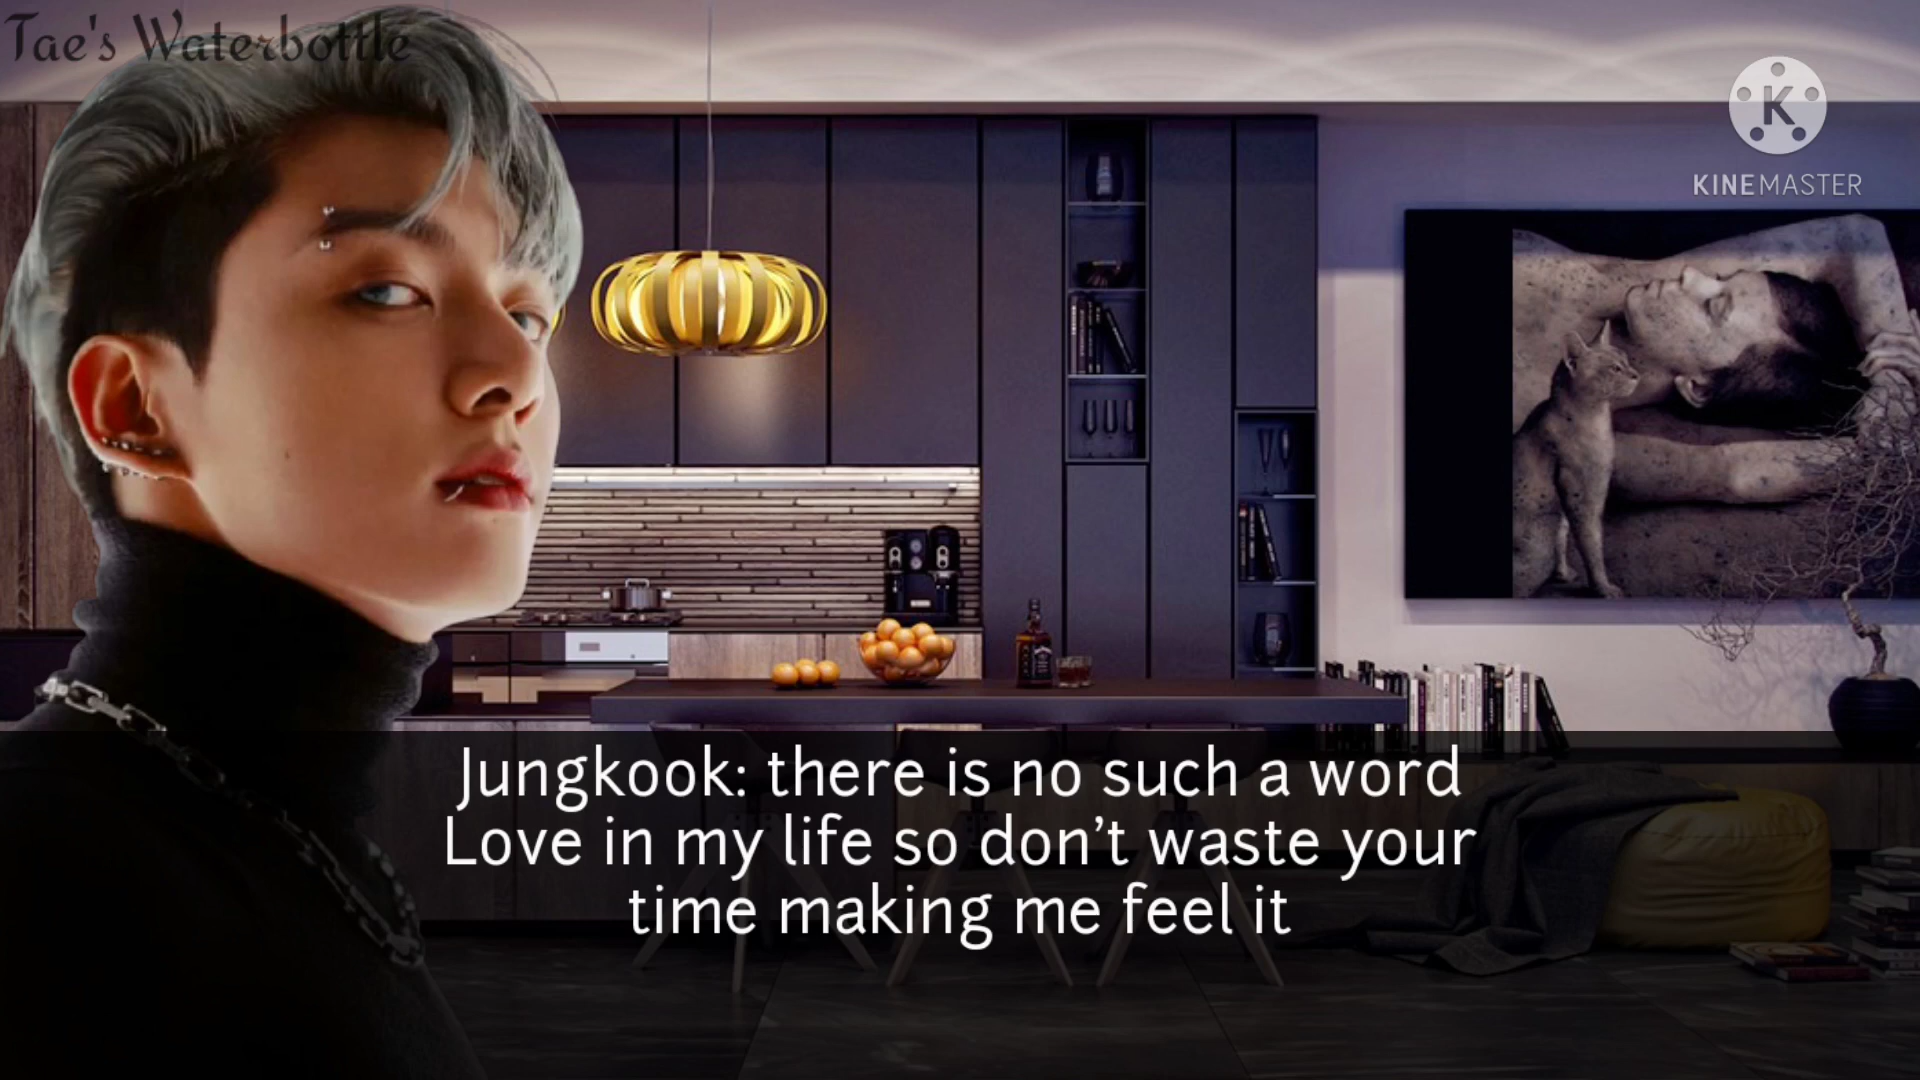 Tae's Waterbottle
K
KINEMASTER
Jungkook: there is no such a word
Love in my life so don’t waste your
time making me feel it